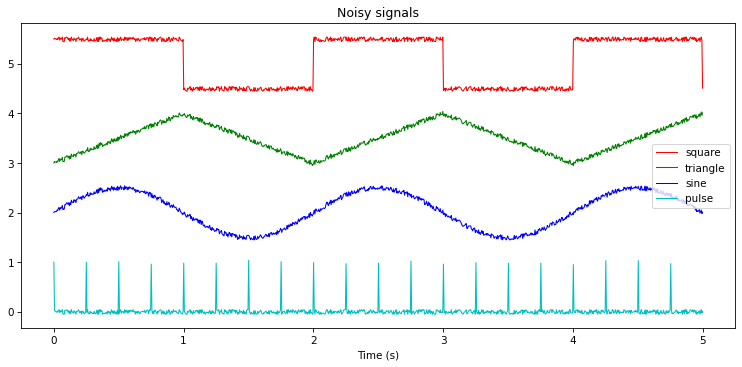 Noisy signals
5
4
3
2
1
0
square
triangle
sine
pulse
0 1 2 3 4 5
Time (s)